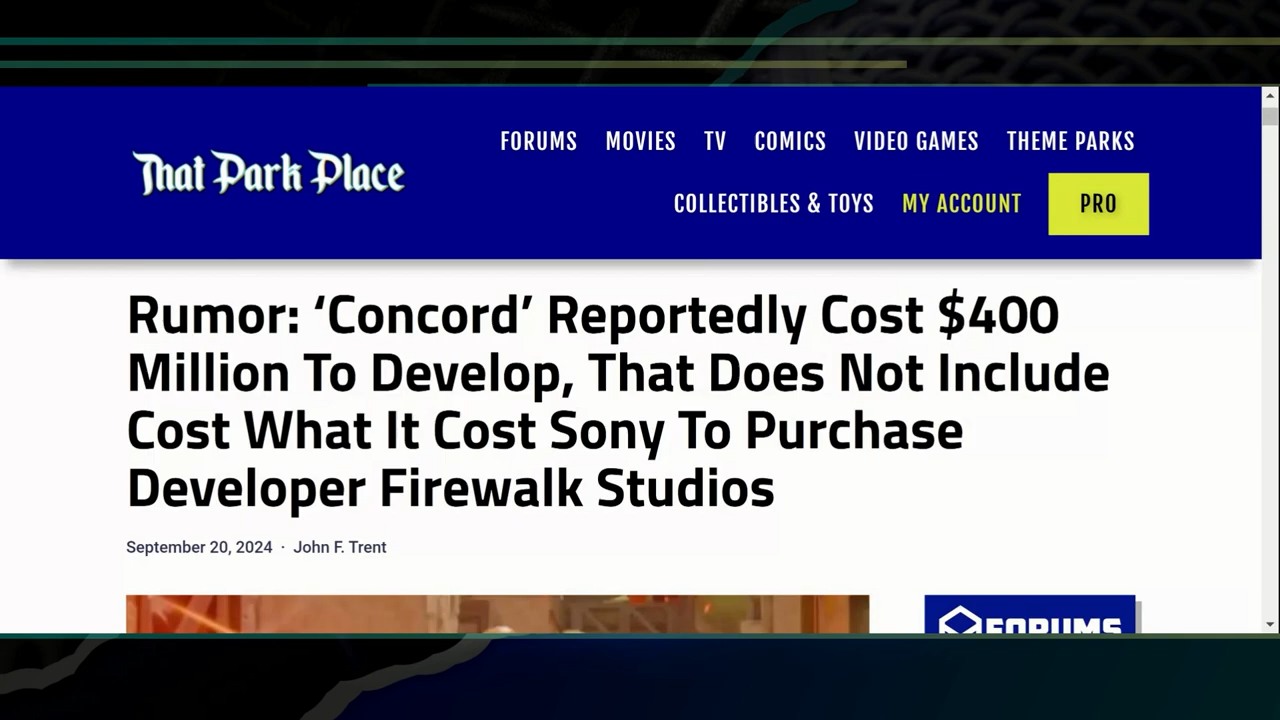 That Park Place
FORUMS MOVIES TV COMICS VIDEO GAMES THEME PARKS
COLLECTIBLES & TOYS MY ACCOUNT PRO
Rumor: ‘Concord’ Reportedly Cost $400
Million To Develop, That Does Not Include
Cost What It Cost Sony To Purchase
Developer Firewalk Studios
September 20, 2024 · John F. Trent
FORUMS